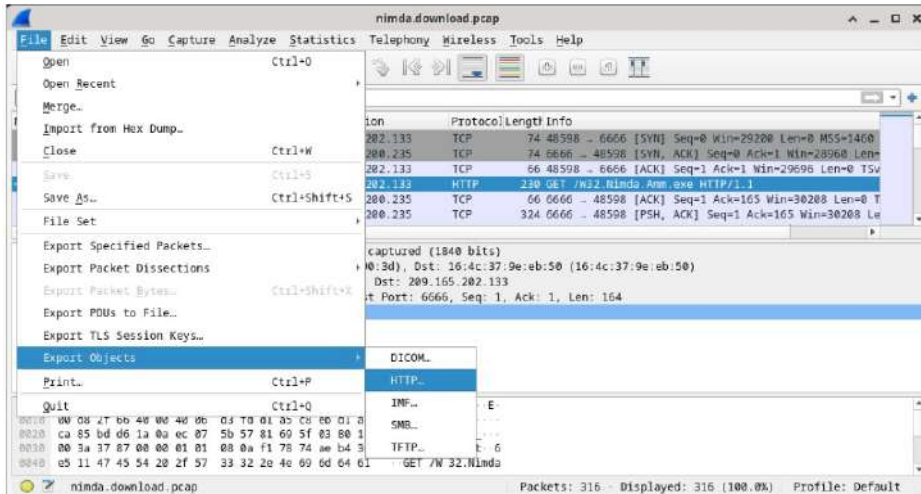 nimda.download.pcap
File Edit View Go Capture Analyze Statistics Telephony Wireless Tools Help
Open Ctrl+O
Open Recent
Merge…
Import from Hex Dump…
Close Ctrl+W
Save Ctrl+S
Save As… Ctrl+Shift+S
File Set
Export Specified Packets…
Export Packet Dissections
Export Packet Bytes… Ctrl+Shift+X
Export PDUs to File…
Export TLS Session Keys…
Export Objects
Print… Ctrl+P
Quit Ctrl+Q
DICOM…
HTTP…
IMF…
SMB…
TFTP…
tion Protocol Length Info
202.133 TCP 74 48598 → 6666 [SYN] Seq=0 Win=29200 Len=0 MSS=1460
200.235 TCP 74 6666 → 48598 [SYN, ACK] Seq=0 Ack=1 Win=28960 Len=
202.133 TCP 66 48598 → 6666 [ACK] Seq=1 Ack=1 Win=29696 Len=0 TSv
202.133 HTTP 230 GET /W32.Nimda.Amm.exe HTTP/1.1
200.235 TCP 66 6666 → 48598 [ACK] Seq=1 Ack=165 Win=30208 Len=0 T
200.235 TCP 324 6666 → 48598 [PSH, ACK] Seq=1 Ack=165 Win=30208 Le
captured (1840 bits)
0:3d), Dst: 16:4c:37:9e:eb:50 (16:4c:37:9e:eb:50)
Dst: 209.165.202.133
t Port: 6666, Seq: 1, Ack: 1, Len: 164
0020 ca 85 bd d6 1a 0a ec 07 5b 57 81 69 5f 03 80 1
0030 00 3a 37 87 00 00 01 01 08 0a f1 78 74 ae b4 3
0040 e5 11 47 45 54 20 2f 57 33 32 2e 4e 69 6d 64 61 GET /W 32.Nimda
nimda.download.pcap Packets: 316 · Displayed: 316 (100.0%) Profile: Default